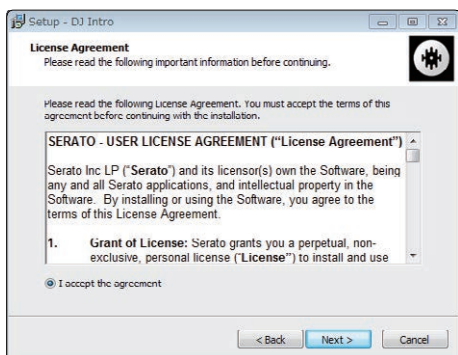 Setup - DJ Intro
License Agreement
Please read the following important information before continuing.
Please read the following License Agreement. You must accept the terms of this
agreement before continuing with the installation.
SERATO - USER LICENSE AGREEMENT ("License Agreement")
Serato Inc LP ("Serato") and its licensor(s) own the Software, being
any and all Serato applications, and intellectual property in the
Software. By installing or using the Software, you agree to the
terms of this License Agreement.
1. Grant of License: Serato grants you a perpetual, non-
exclusive, personal license ("License") to install and use
I accept the agreement
< Back Next > Cancel